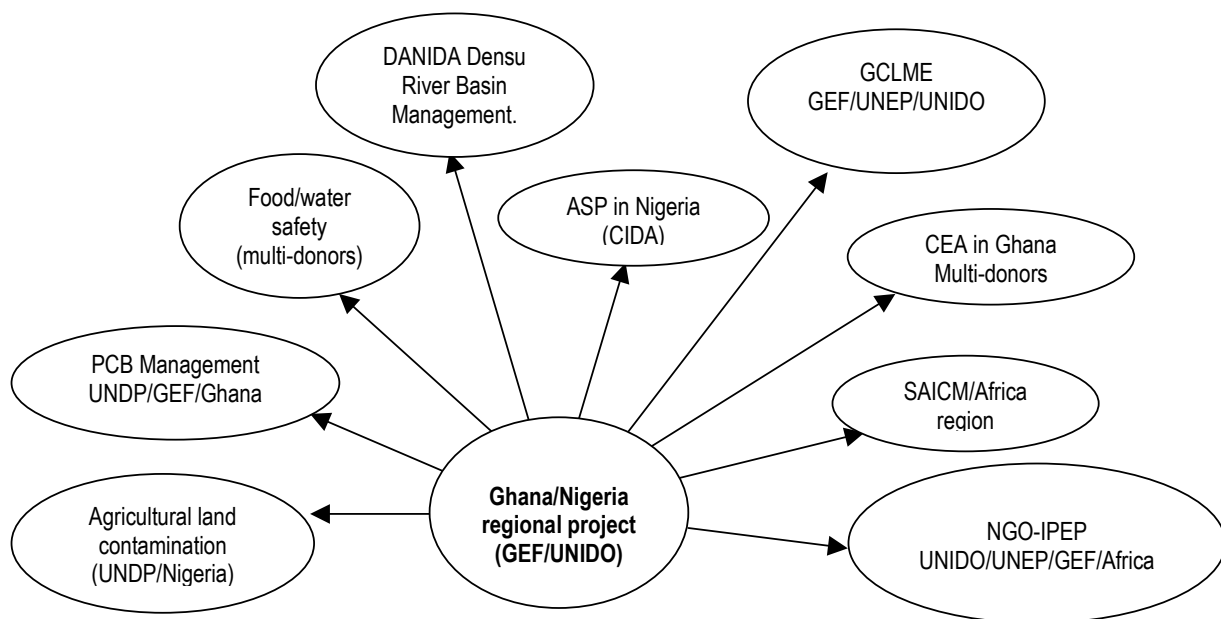 DANIDA Densu
River Basin
Management.
GCLME
GEF/UNEP/UNIDO
Food/water
safety
(multi-donors)
ASP in Nigeria
(CIDA)
CEA in Ghana
Multi-donors
PCB Management
UNDP/GEF/Ghana
SAICM/Africa
region
Agricultural land
contamination
(UNDP/Nigeria)
Ghana/Nigeria
regional project
(GEF/UNIDO)
NGO-IPEP
UNIDO/UNEP/GEF/Africa